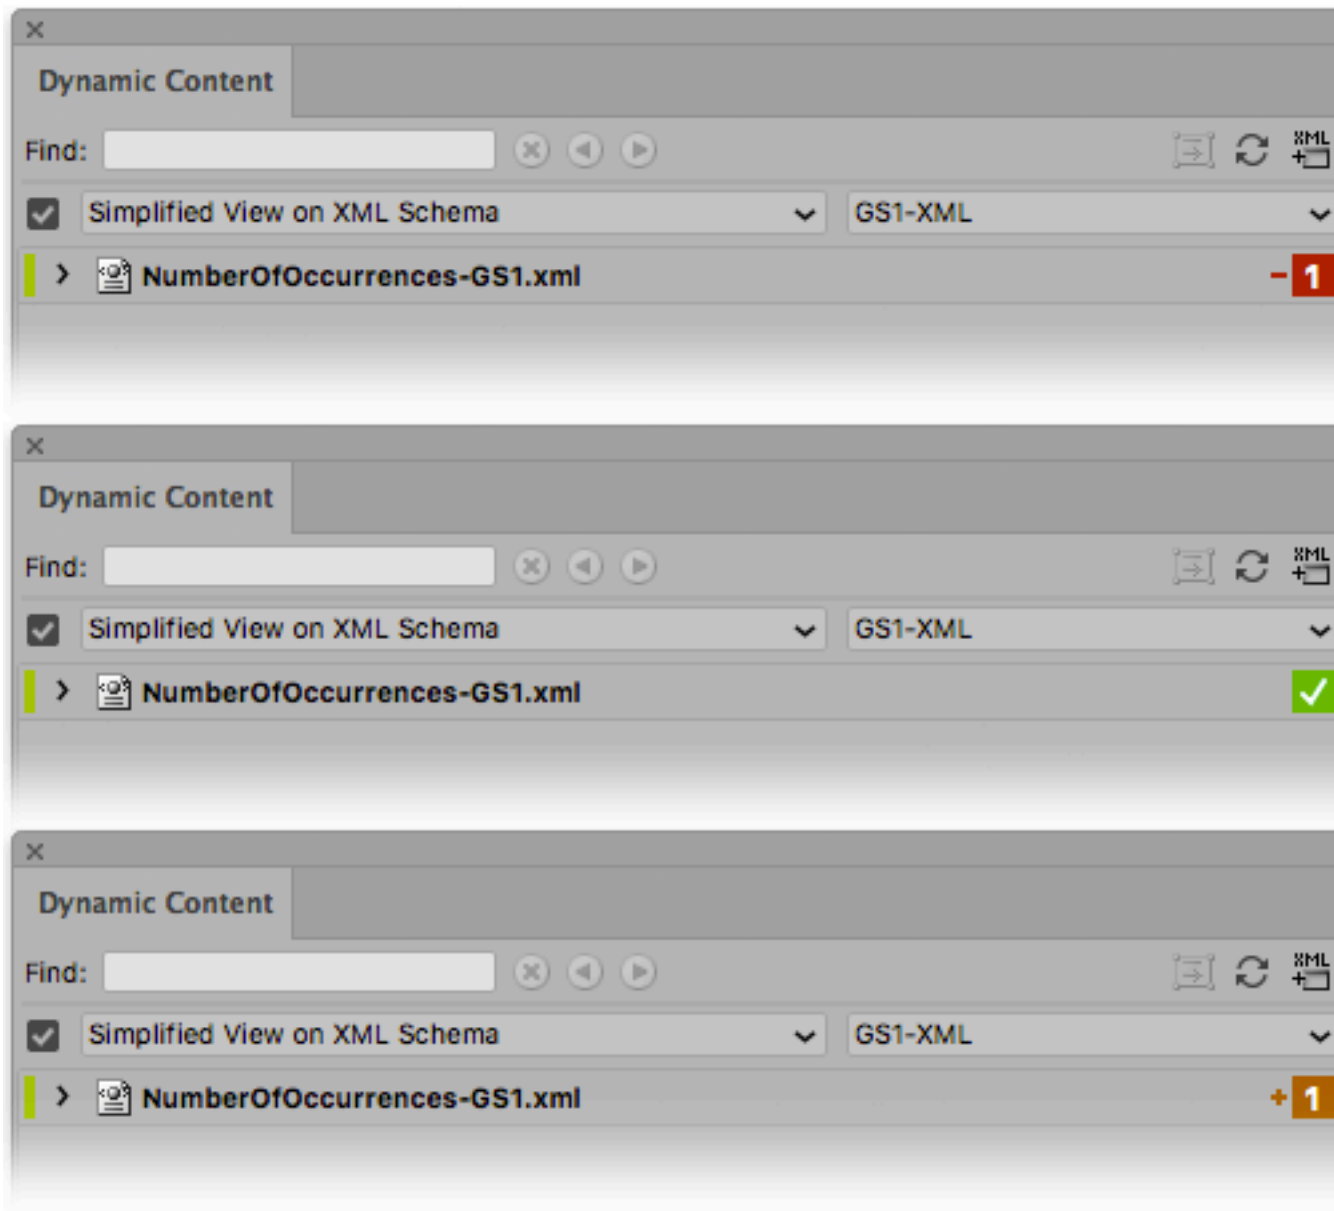 Dynamic Content
Find:
XML
Simplified View on XML Schema GS1-XML
NumberOfOccurrences-GS1.xml - 1
Dynamic Content
Find:
XML
Simplified View on XML Schema GS1-XML
NumberOfOccurrences-GS1.xml
Dynamic Content
Find:
XML
Simplified View on XML Schema GS1-XML
NumberOfOccurrences-GS1.xml + 1